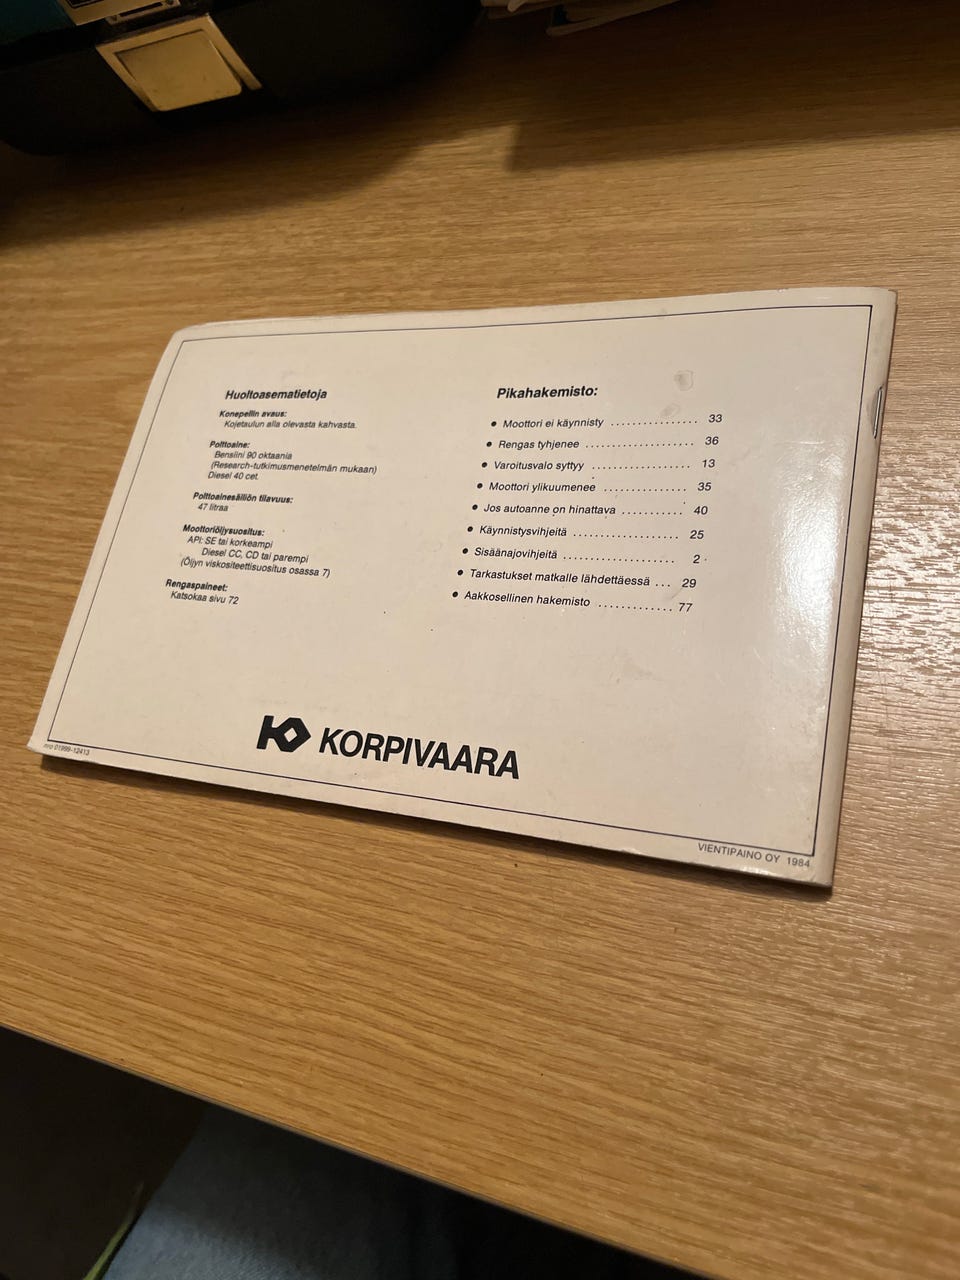 Huoltoasematietoja
Konepellin avaus:
Kojetaulun alla olevasta kahvasta.
Polttoaine:
Bensiini 90 oktaania
(Research-tutkimusmenetelmän mukaan)
Diesel 40 cet.
Polttoainesäiliön tilavuus:
47 litraa
Moottoriöljysuositus:
API: SE tai korkeampi
Diesel CC, CD tai parempi
(Öljyn viskositeettisuositus osassa 7)
Rengaspaineet:
Katsokaa sivu 72
Pikahakemisto:
• Moottori ei käynnisty ................ 33
• Rengas tyhjenee .................... 36
• Varoitusvalo syttyy .................. 13
• Moottori ylikuumenee ............... 35
• Jos autoanne on hinattava ........... 40
• Käynnistysvihjeitä ................... 25
• Sisäänajovihjeitä .................... 2
• Tarkastukset matkalle lähdettäessä ... 29
• Aakkosellinen hakemisto ............. 77
KORPIVAARA
nro 01999-12413
VIENTIPAINO OY 1984